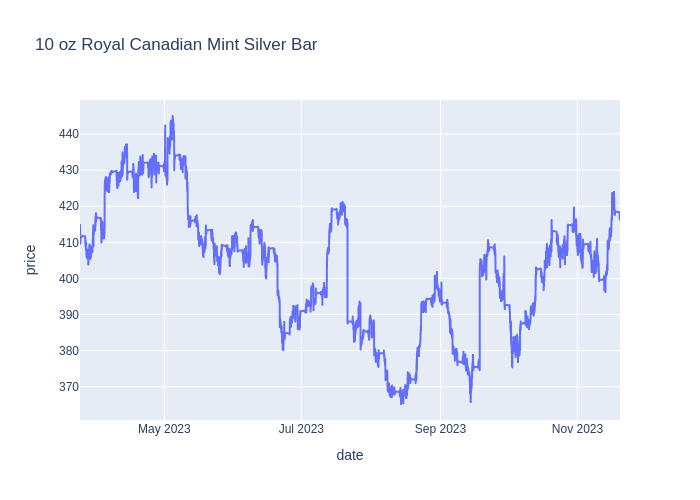 10 oz Royal Canadian Mint Silver Bar
440
430
420
410
400
390
380
370
price
May 2023
Jul 2023
Sep 2023
Nov 2023
date